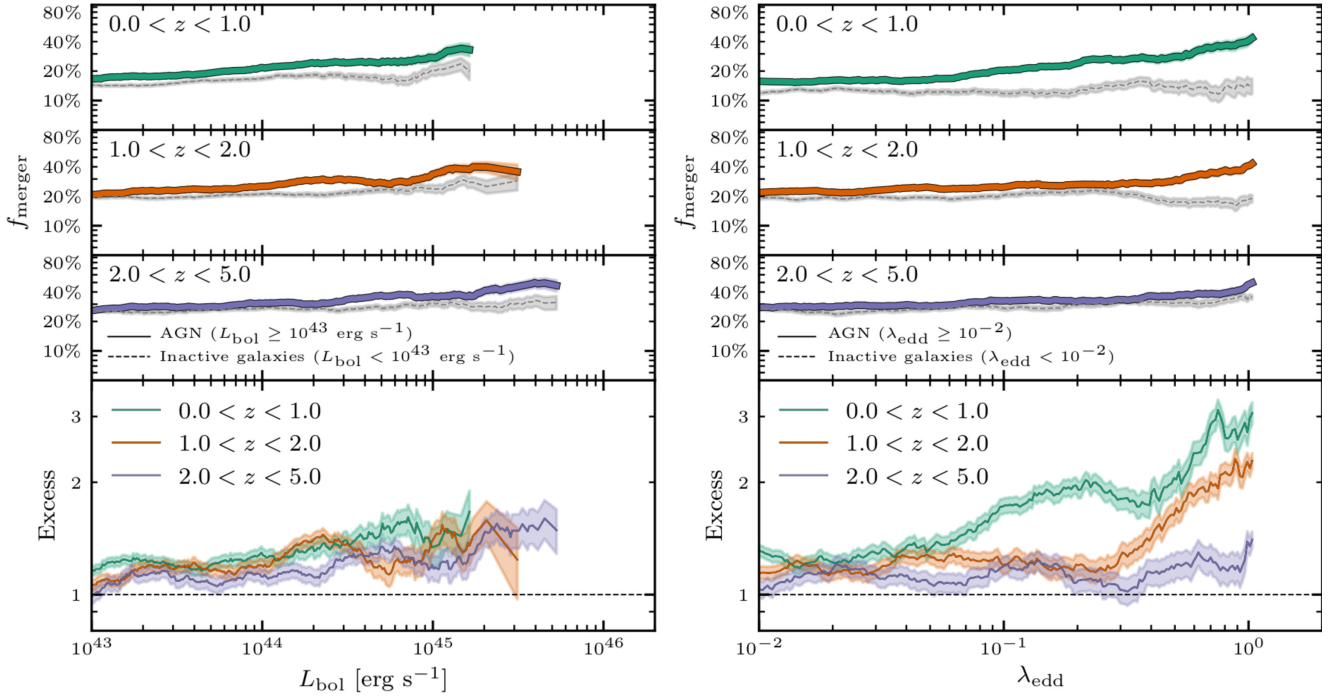 0.0 < z < 1.0
80%
40%
20%
10%
1.0 < z < 2.0
80%
40%
20%
10%
f_merger
2.0 < z < 5.0
80%
40%
20%
10%
AGN (L_bol ≥ 10^43 erg s^−1)
Inactive galaxies (L_bol < 10^43 erg s^−1)
0.0 < z < 1.0
1.0 < z < 2.0
2.0 < z < 5.0
3
2
1
Excess
10^43
10^44
10^45
10^46
L_bol [erg s^−1]
0.0 < z < 1.0
80%
40%
20%
10%
1.0 < z < 2.0
80%
40%
20%
10%
f_merger
2.0 < z < 5.0
80%
40%
20%
10%
AGN (λ_edd ≥ 10^−2)
Inactive galaxies (λ_edd < 10^−2)
0.0 < z < 1.0
1.0 < z < 2.0
2.0 < z < 5.0
3
2
1
Excess
10^−2
10^−1
10^0
λ_edd